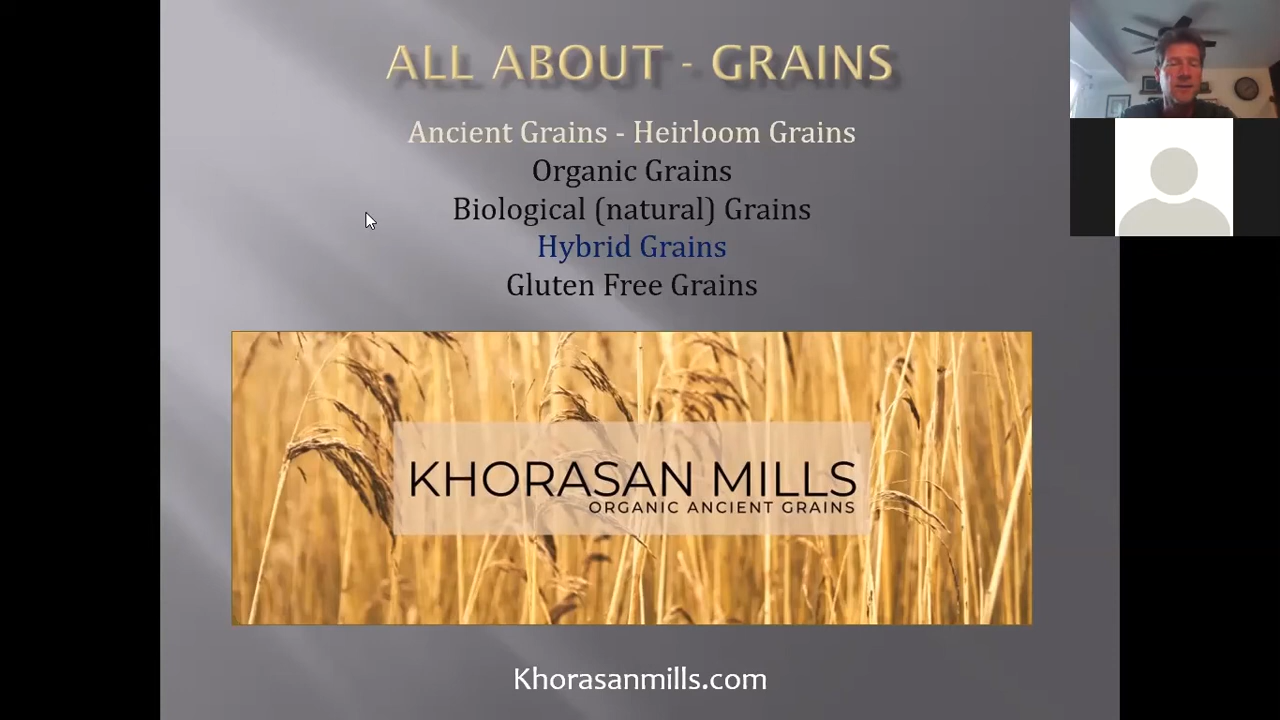 ALL ABOUT - GRAINS
Ancient Grains - Heirloom Grains
Organic Grains
Biological (natural) Grains
Hybrid Grains
Gluten Free Grains
KHORASAN MILLS
ORGANIC ANCIENT GRAINS
Khorasanmills.com